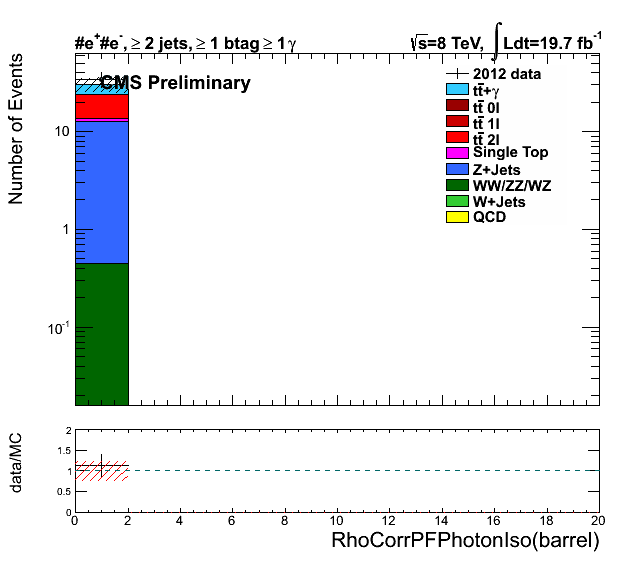 #e⁺#e⁻, ≥ 2 jets, ≥ 1 btag ≥ 1γ
√s=8 TeV, ∫Ldt=19.7 fb⁻¹
CMS Preliminary
2012 data
tt̄+γ
tt̄ 0l
tt̄ 1l
tt̄ 2l
Single Top
Z+Jets
WW/ZZ/WZ
W+Jets
QCD
Number of Events
10
1
10⁻¹
data/MC
2
1.5
1
0.5
0
0 2 4 6 8 10 12 14 16 18 20
RhoCorrPFPhotonIso(barrel)